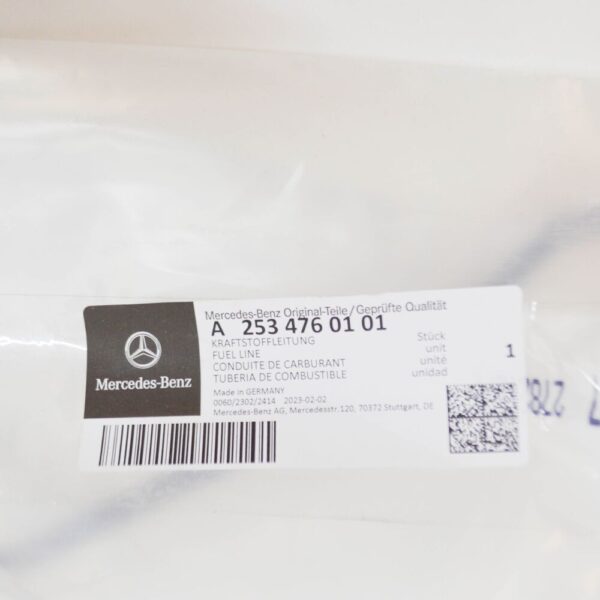 Mercedes-Benz Original-Teile/Geprüfte Qualität
A 253 476 01 01
KRAFTSTOFFLEITUNG
FUEL LINE
CONDUITE DE CARBURANT
TUBERIA DE COMBUSTIBLE
Stück
unit
unité
unidad
1
Made in GERMANY
0060/2302/2414 2023-02-02
Mercedes-Benz AG, Mercedesstr.120, 70372 Stuttgart, DE
Mercedes-Benz